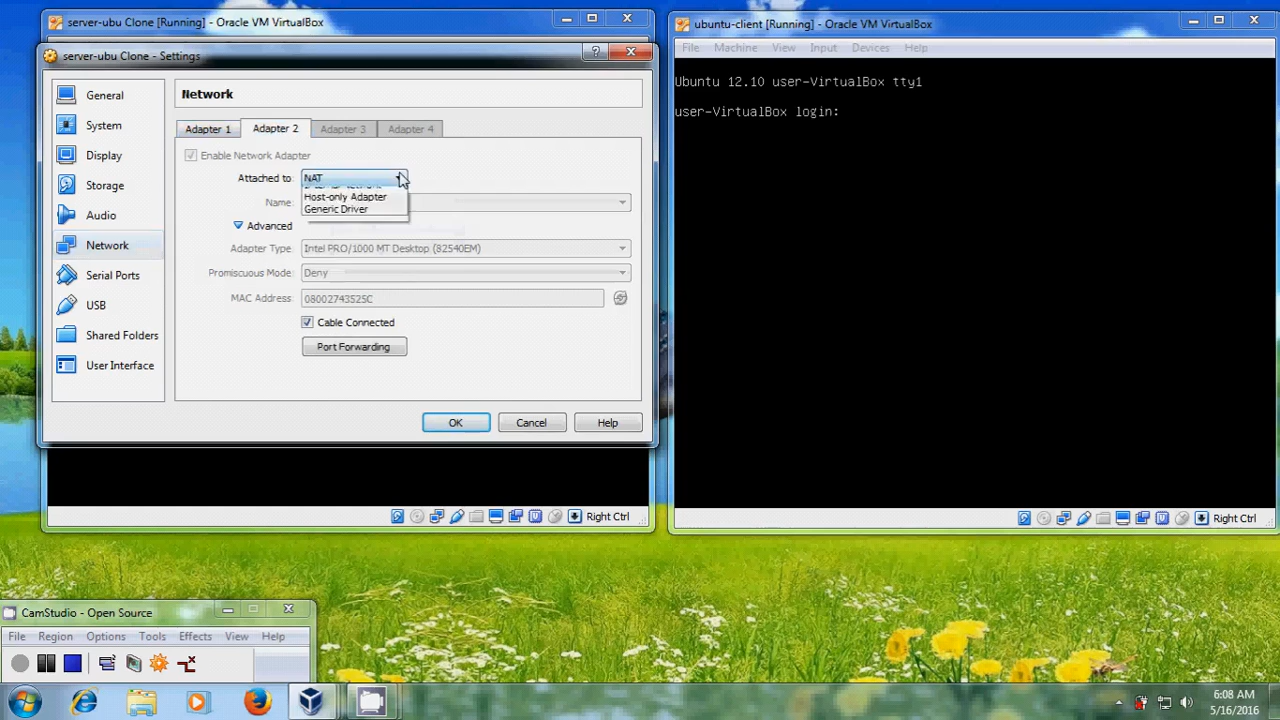 server-ubu Clone [Running] - Oracle VM VirtualBox
server-ubu Clone - Settings
General
System
Display
Storage
Audio
Network
Serial Ports
USB
Shared Folders
User Interface
Network
Adapter 1
Adapter 2
Adapter 3
Adapter 4
Enable Network Adapter
Attached to: NAT
Host-only Adapter
Generic Driver
Name:
Advanced
Adapter Type: Intel PRO/1000 MT Desktop (82540EM)
Promiscuous Mode: Deny
MAC Address: 08002743525C
Cable Connected
Port Forwarding
OK
Cancel
Help
Right Ctrl
ubuntu-client [Running] - Oracle VM VirtualBox
File Machine View Input Devices Help
Ubuntu 12.10 user-VirtualBox tty1
user-VirtualBox login:
Right Ctrl
CamStudio - Open Source
File Region Options Tools Effects View Help
6:08 AM
5/16/2016